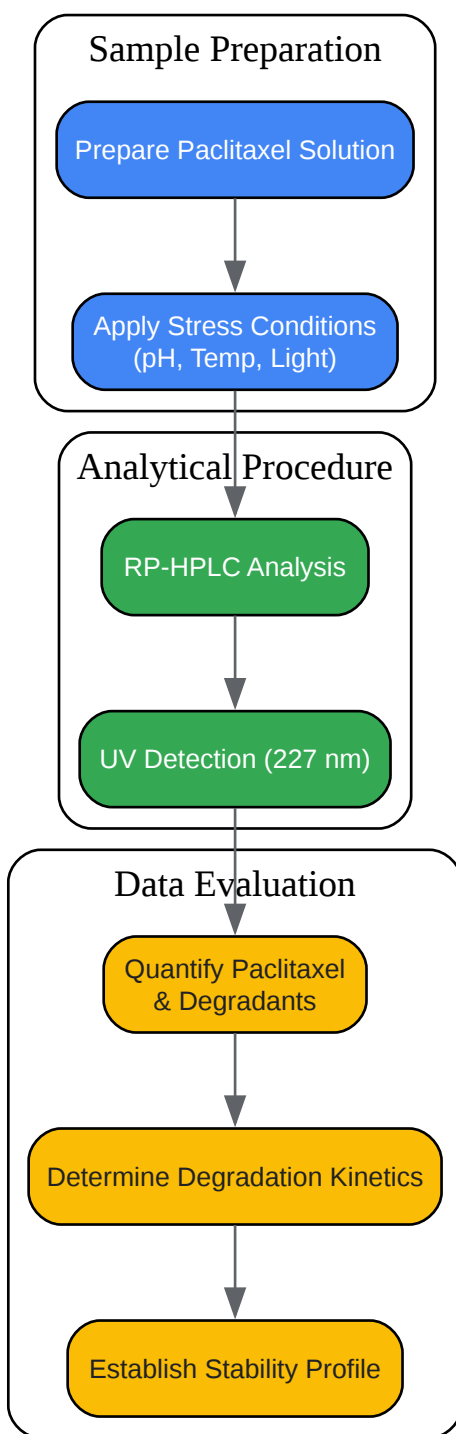 Sample Preparation
Prepare Paclitaxel Solution
Apply Stress Conditions
(pH, Temp, Light)
Analytical Procedure
RP-HPLC Analysis
UV Detection (227 nm)
Data Evaluation
Quantify Paclitaxel
& Degradants
Determine Degradation Kinetics
Establish Stability Profile